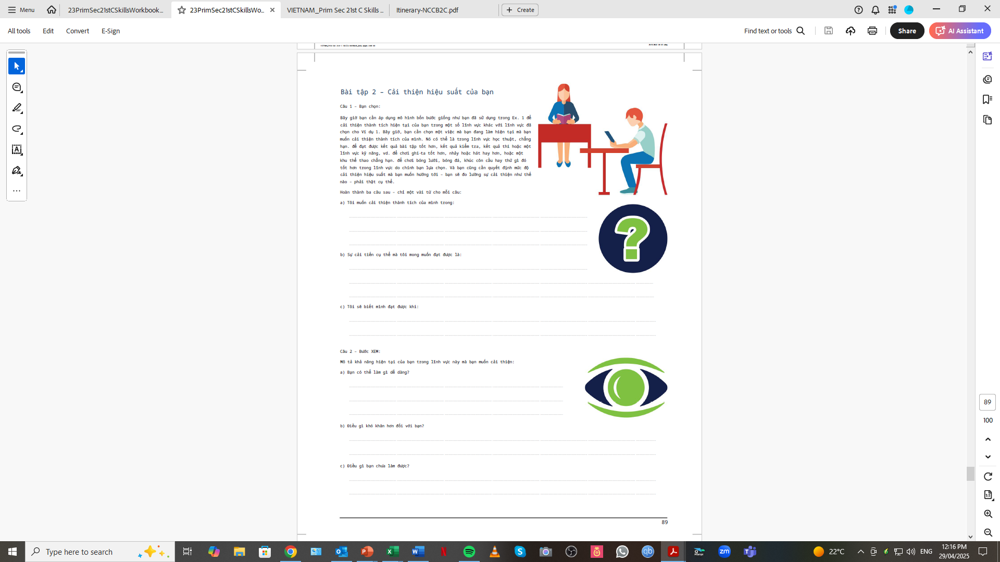 Menu
23PrimSec21stCSkillsWorkbook...
23PrimSec21stCSkillsWo...
VIETNAM_Prim Sec 21st C Skills ...
Itinerary-NCCB2C.pdf
Create
All tools
Edit
Convert
E-Sign
Find text or tools
Share
AI Assistant
Bài tập 2 – Cải thiện hiệu suất của bạn
Câu 1 – Bạn chọn:
Bây giờ bạn cần áp dụng mô hình bốn bước giống như bạn đã sử dụng trong Ex. 1 để
cải thiện thành tích hiện tại của bạn trong một số lĩnh vực khác với lĩnh vực đã
chọn cho Ví dụ 1. Bây giờ, bạn cần chọn một việc mà bạn đang làm hiện tại mà bạn
muốn cải thiện thành tích của mình. Nó có thể là trong lĩnh vực học thuật, chẳng
hạn. để đạt được kết quả bài tập tốt hơn, kết quả kiểm tra, kết quả thi hoặc một
lĩnh vực kỹ năng, vd. để chơi ghi-ta tốt hơn, nhảy hoặc hát hay hơn, hoặc một
khu thể thao chẳng hạn. để chơi bóng lưới, bóng đá, khúc côn cầu hay thứ gì đó
tốt hơn trong lĩnh vực do chính bạn lựa chọn. Và bạn cũng cần quyết định mức độ
cải thiện hiệu suất mà bạn muốn hướng tới – bạn sẽ đo lường sự cải thiện như thế
nào – phải thật cụ thể.
Hoàn thành ba câu sau – chỉ một vài từ cho mỗi câu:
a) Tôi muốn cải thiện thành tích của mình trong:
b) Sự cải tiến cụ thể mà tôi mong muốn đạt được là:
c) Tôi sẽ biết mình đạt được khi:
Câu 2 – Bước XEM:
Mô tả khả năng hiện tại của bạn trong lĩnh vực này mà bạn muốn cải thiện:
a) Bạn có thể làm gì dễ dàng?
b) Điều gì khó khăn hơn đối với bạn?
c) Điều gì bạn chưa làm được?
89
89
100
Type here to search
22°C
ENG
12:16 PM
29/04/2025